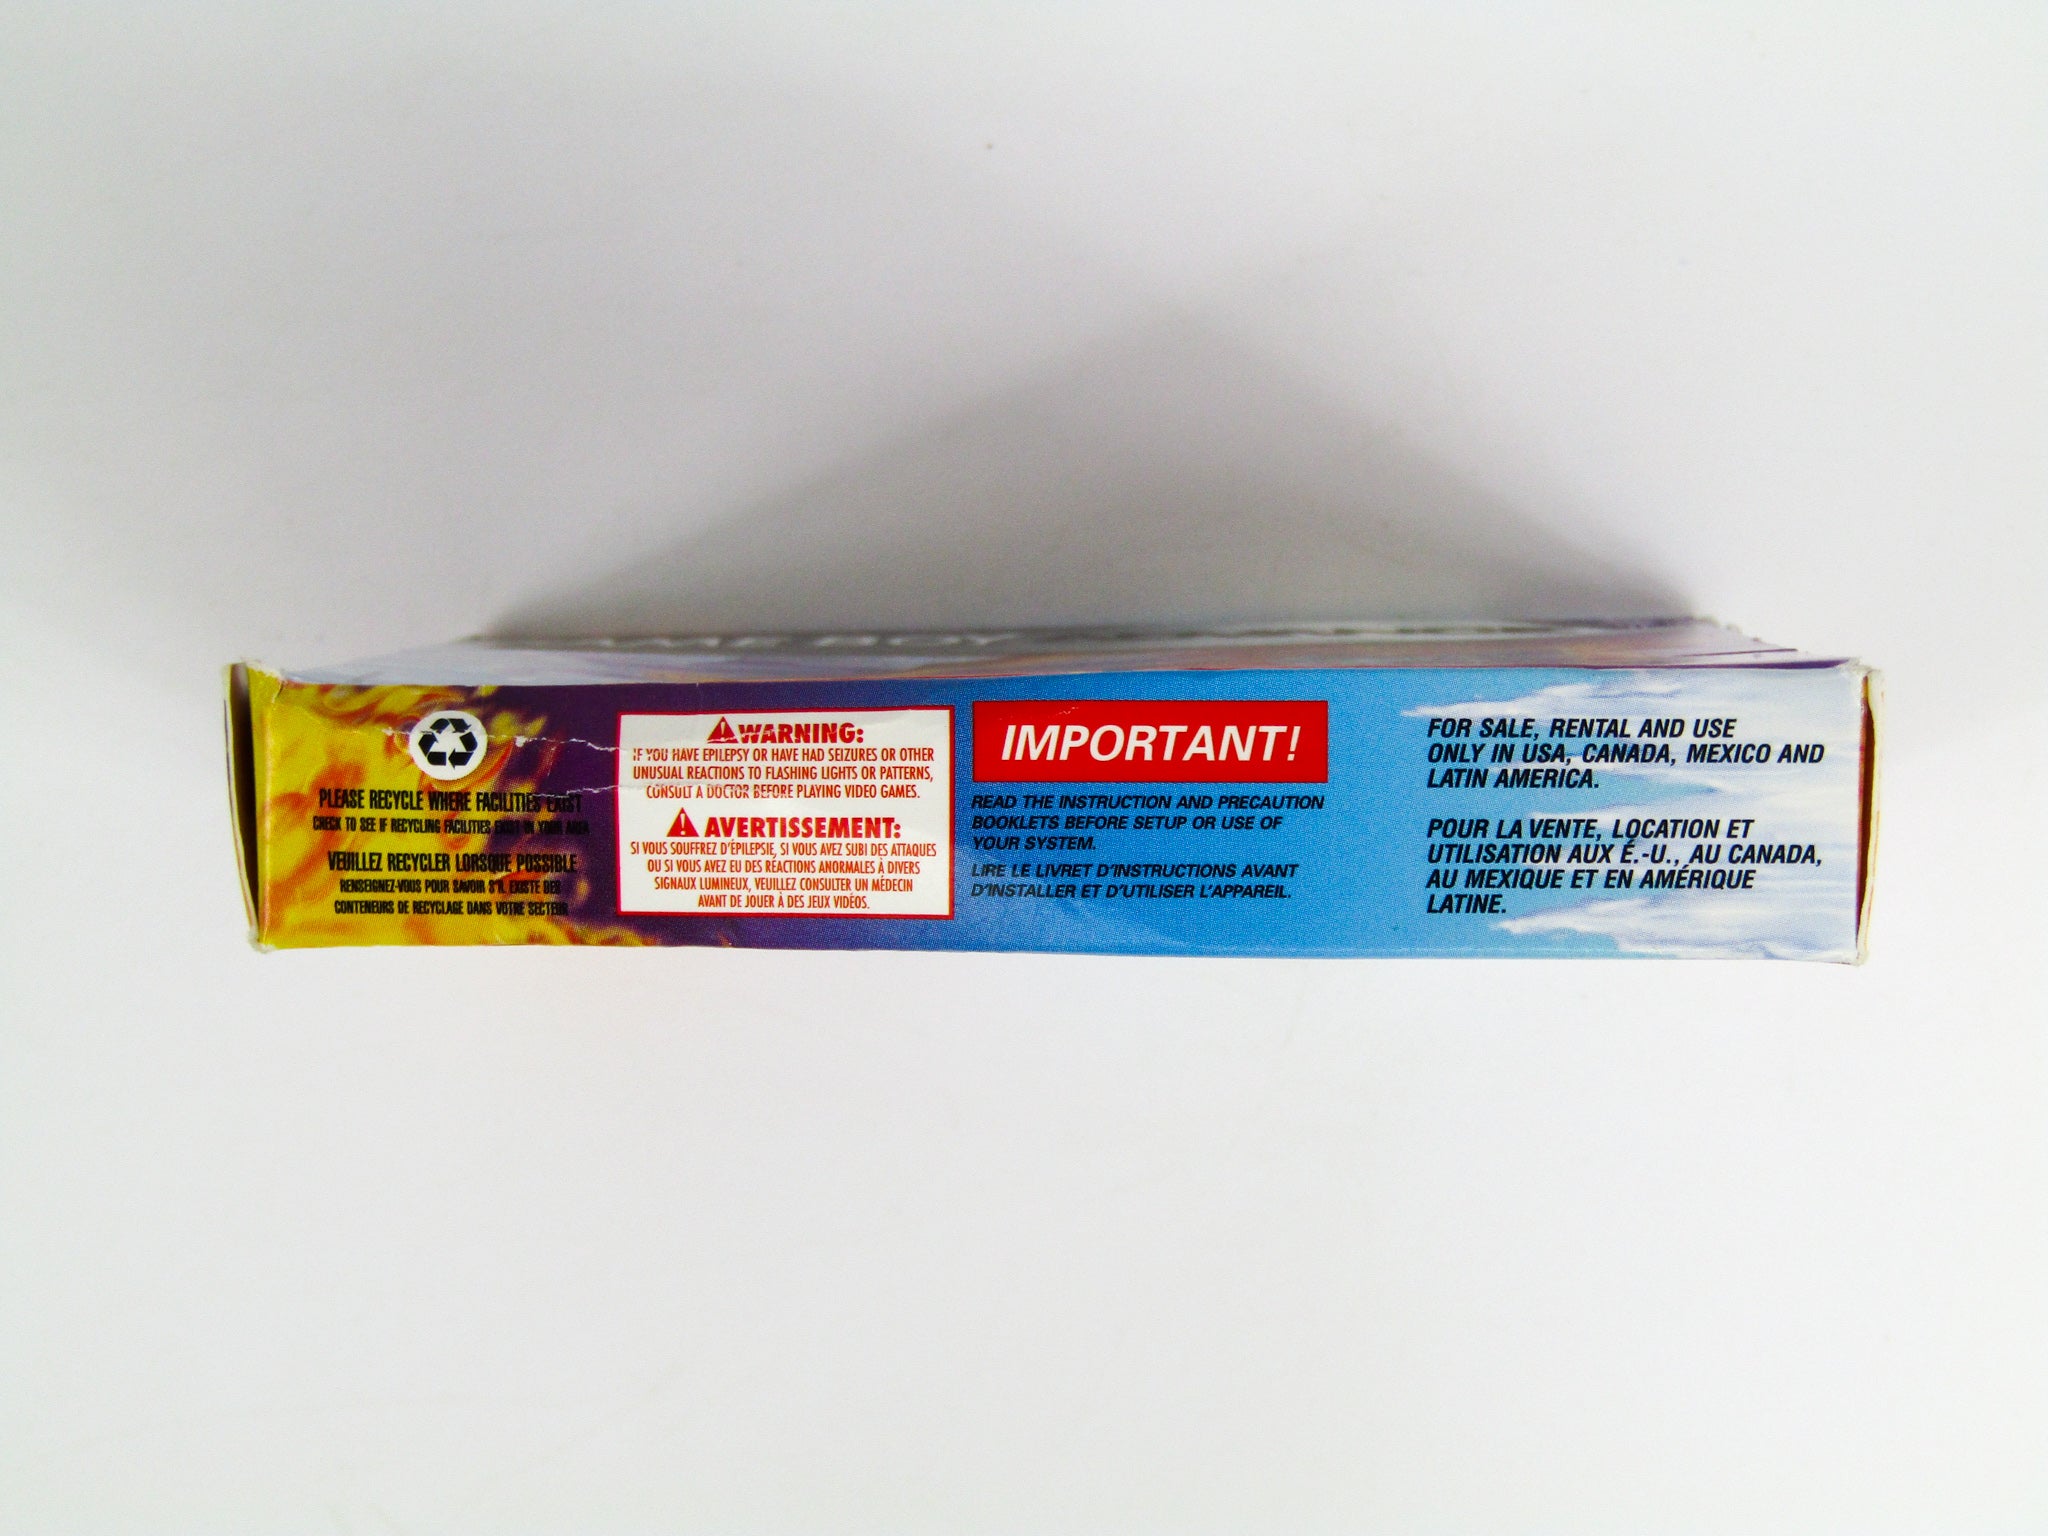 PLEASE RECYCLE WHERE FACILITIES EXIST
CHECK TO SEE IF RECYCLING FACILITIES EXIST IN YOUR AREA
VEUILLEZ RECYCLER LORSQUE POSSIBLE
RENSEIGNEZ-VOUS POUR SAVOIR S'IL EXISTE DES
CONTENEURS DE RECYCLAGE DANS VOTRE SECTEUR
WARNING:
IF YOU HAVE EPILEPSY OR HAVE HAD SEIZURES OR OTHER
UNUSUAL REACTIONS TO FLASHING LIGHTS OR PATTERNS,
CONSULT A DOCTOR BEFORE PLAYING VIDEO GAMES.
AVERTISSEMENT:
SI VOUS SOUFFREZ D'ÉPILEPSIE, SI VOUS AVEZ SUBI DES ATTAQUES
OU SI VOUS AVEZ EU DES RÉACTIONS ANORMALES À DIVERS
SIGNAUX LUMINEUX, VEUILLEZ CONSULTER UN MÉDECIN
AVANT DE JOUER À DES JEUX VIDÉOS.
IMPORTANT!
READ THE INSTRUCTION AND PRECAUTION
BOOKLETS BEFORE SETUP OR USE OF
YOUR SYSTEM.
LIRE LE LIVRET D'INSTRUCTIONS AVANT
D'INSTALLER ET D'UTILISER L'APPAREIL.
FOR SALE, RENTAL AND USE
ONLY IN USA, CANADA, MEXICO AND
LATIN AMERICA.
POUR LA VENTE, LOCATION ET
UTILISATION AUX É.-U., AU CANADA,
AU MEXIQUE ET EN AMÉRIQUE
LATINE.